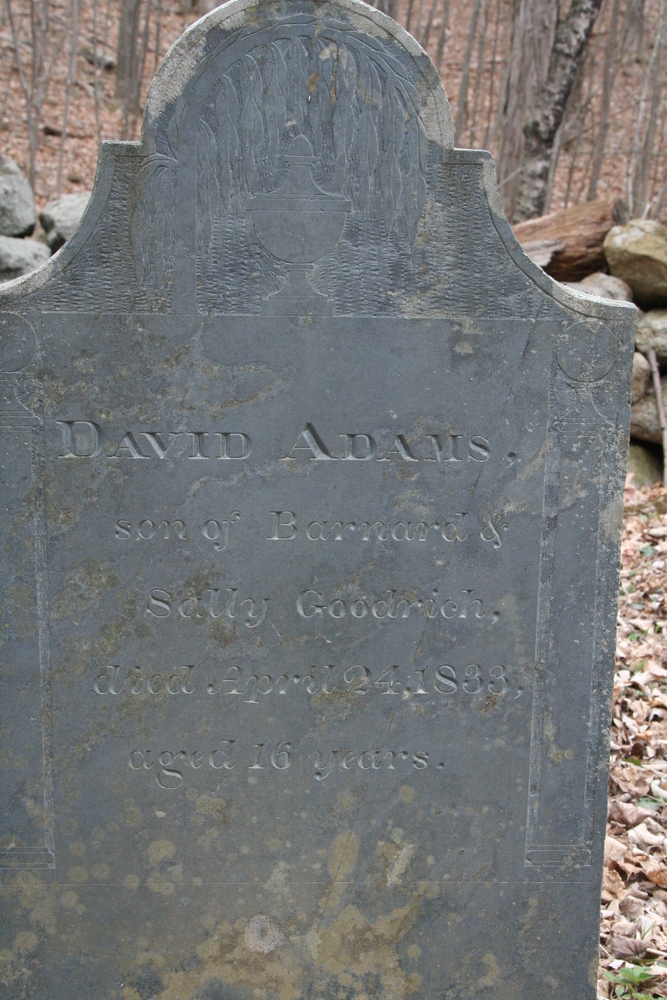 DAVID ADAMS,
son of Barnard &
Sally Goodrich,
died April 24, 1833,
aged 16 years.